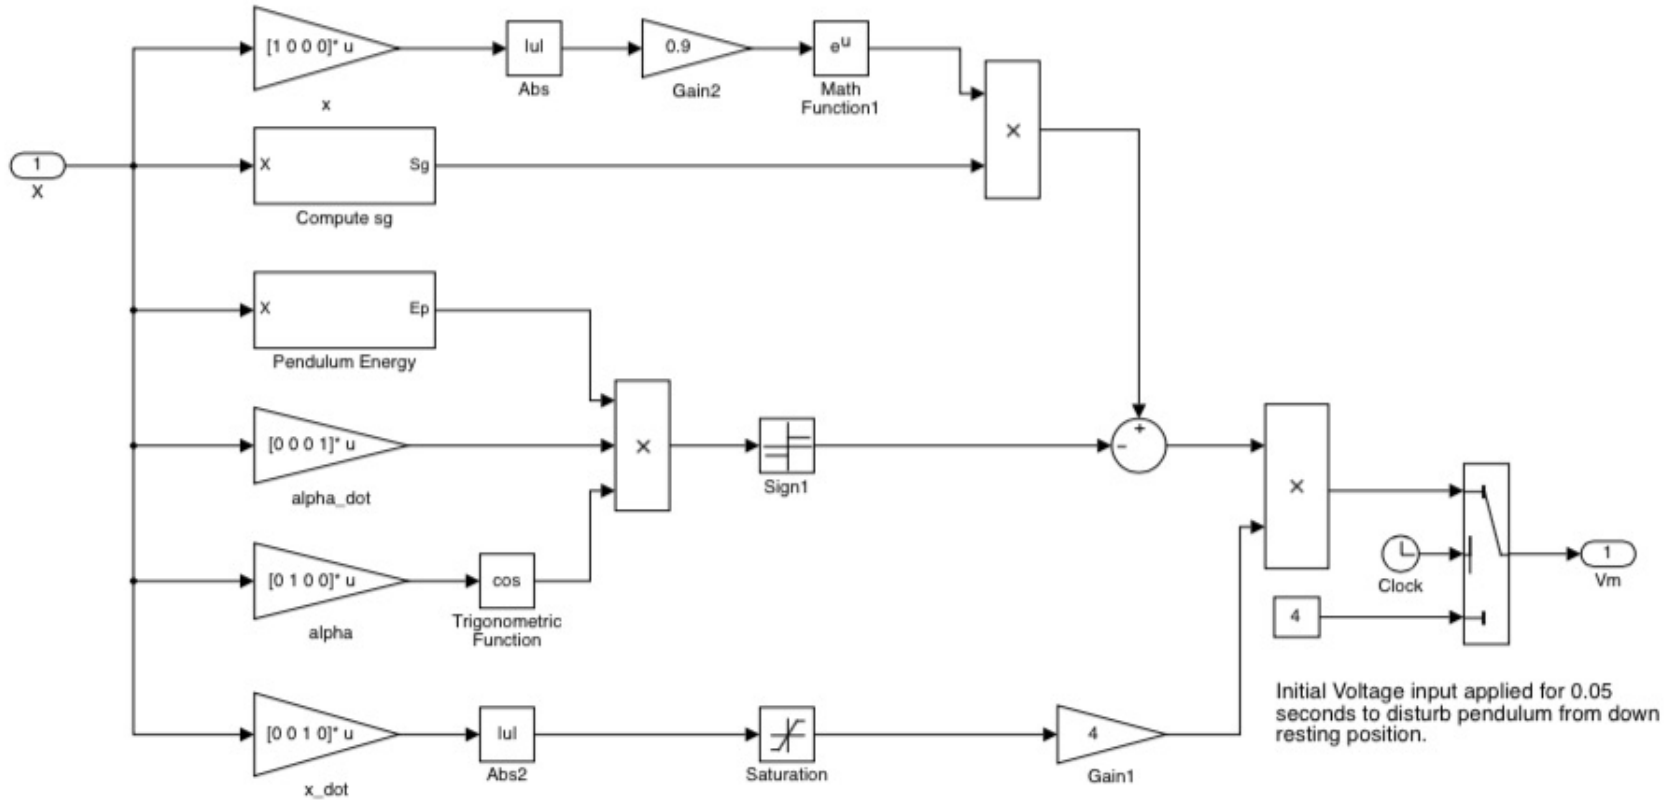 [1 0 0 0]* u
x
|u|
Abs
0.9
Gain2
eu
Math
Function1
×
1
X
X
Sg
Compute sg
X
Ep
Pendulum Energy
[0 0 0 1]* u
alpha_dot
×
Sign1
+
−
×
[0 1 0 0]* u
alpha
cos
Trigonometric
Function
Clock
4
1
Vm
[0 0 1 0]* u
x_dot
|u|
Abs2
Saturation
4
Gain1
Initial Voltage input applied for 0.05
seconds to disturb pendulum from down
resting position.